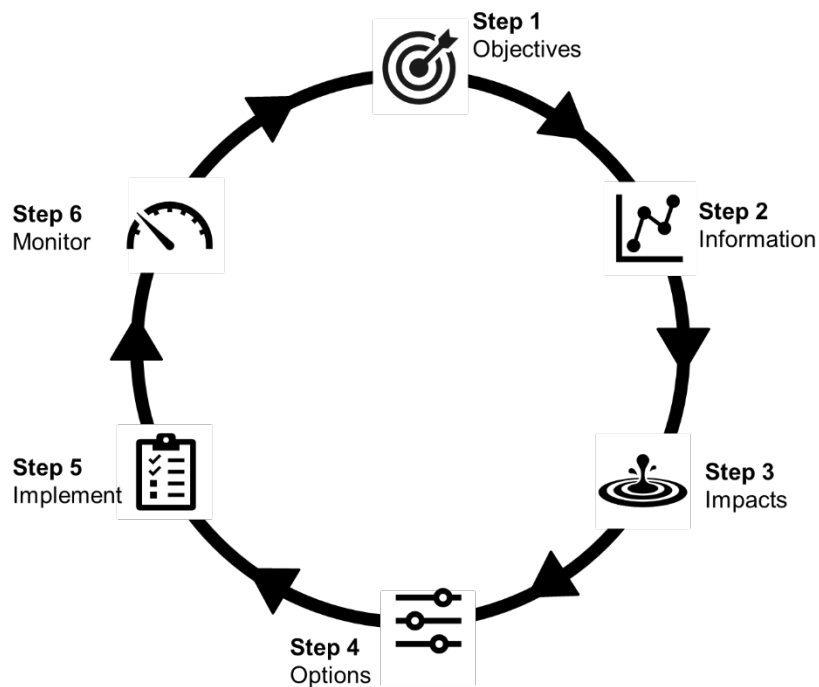 Step 1
Objectives
Step 2
Information
Step 3
Impacts
Step 4
Options
Step 5
Implement
Step 6
Monitor